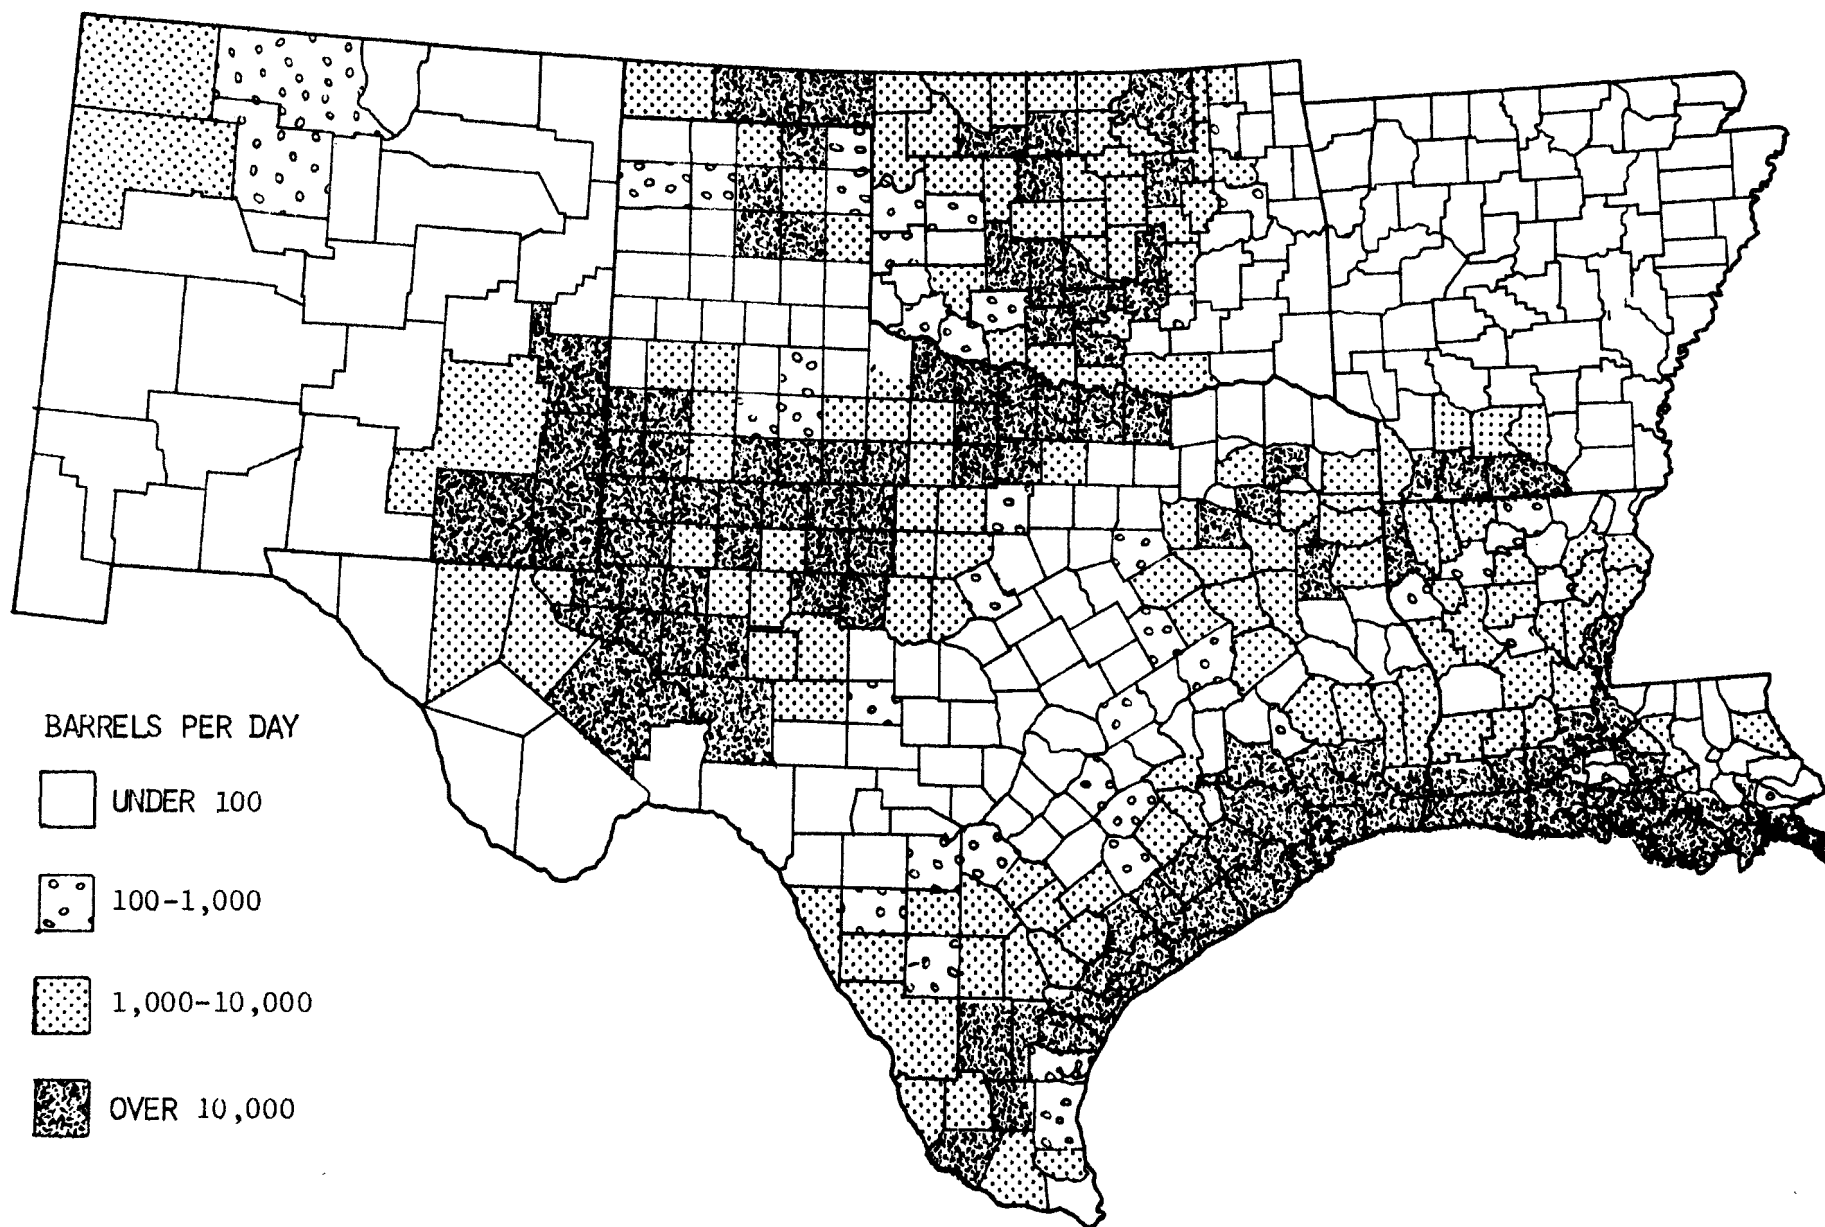 BARRELS PER DAY
UNDER 100
100-1,000
1,000-10,000
OVER 10,000